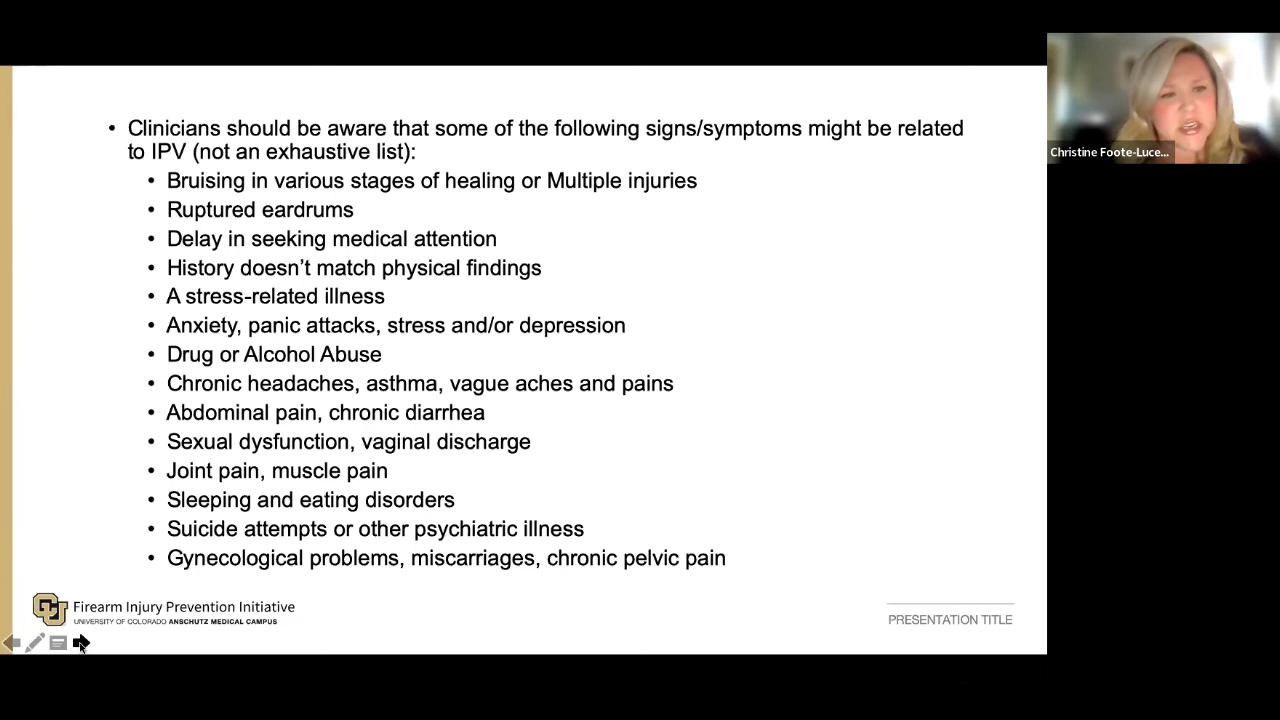 • Clinicians should be aware that some of the following signs/symptoms might be related
to IPV (not an exhaustive list):
• Bruising in various stages of healing or Multiple injuries
• Ruptured eardrums
• Delay in seeking medical attention
• History doesn’t match physical findings
• A stress-related illness
• Anxiety, panic attacks, stress and/or depression
• Drug or Alcohol Abuse
• Chronic headaches, asthma, vague aches and pains
• Abdominal pain, chronic diarrhea
• Sexual dysfunction, vaginal discharge
• Joint pain, muscle pain
• Sleeping and eating disorders
• Suicide attempts or other psychiatric illness
• Gynecological problems, miscarriages, chronic pelvic pain
CU
Firearm Injury Prevention Initiative
UNIVERSITY OF COLORADO ANSCHUTZ MEDICAL CAMPUS
PRESENTATION TITLE
Christine Foote-Luce...